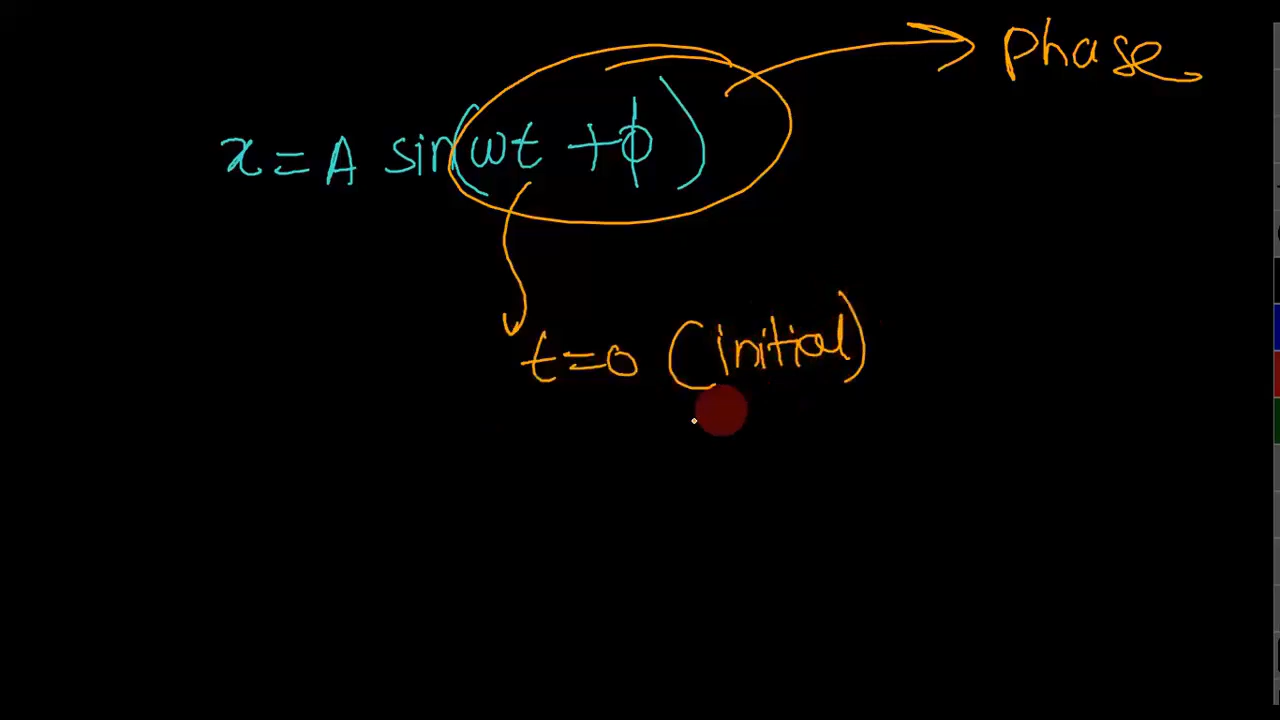 phase
x = A sin(ωt + φ)
t = 0 (initial)